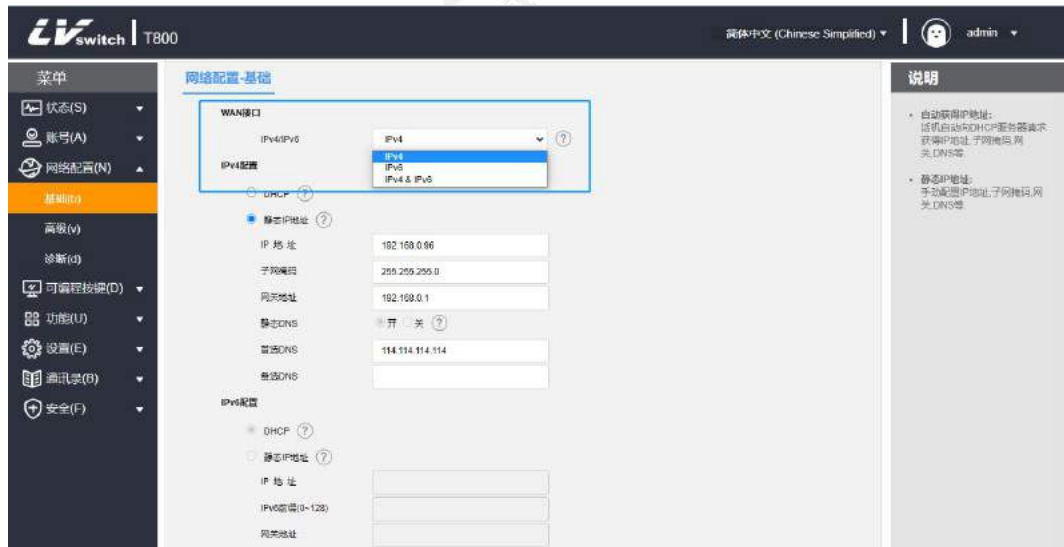 LVswitch T800
简体中文 (Chinese Simplified)
admin
菜单
状态(S)
账号(A)
网络配置(N)
基础(b)
高级(v)
诊断(d)
可编程按键(D)
功能(U)
设置(E)
通讯录(B)
安全(F)
网络配置-基础
WAN接口
IPv4/IPv6
IPv4
?
IPv4
IPv6
IPv4 & IPv6
IPv4配置
DHCP ?
静态IP地址 ?
IP 地 址
192.168.0.96
子网掩码
255.255.255.0
网关地址
192.168.0.1
静态DNS
开 关 ?
首选DNS
114.114.114.114
备选DNS
IPv6配置
DHCP ?
静态IP地址 ?
IP 地 址
IPv6前缀(0~128)
网关地址
说明
自动获得IP地址:
话机自动向DHCP服务器请求
获得IP地址,子网掩码,网
关,DNS等
静态IP地址:
手动配置IP地址,子网掩码,网
关,DNS等